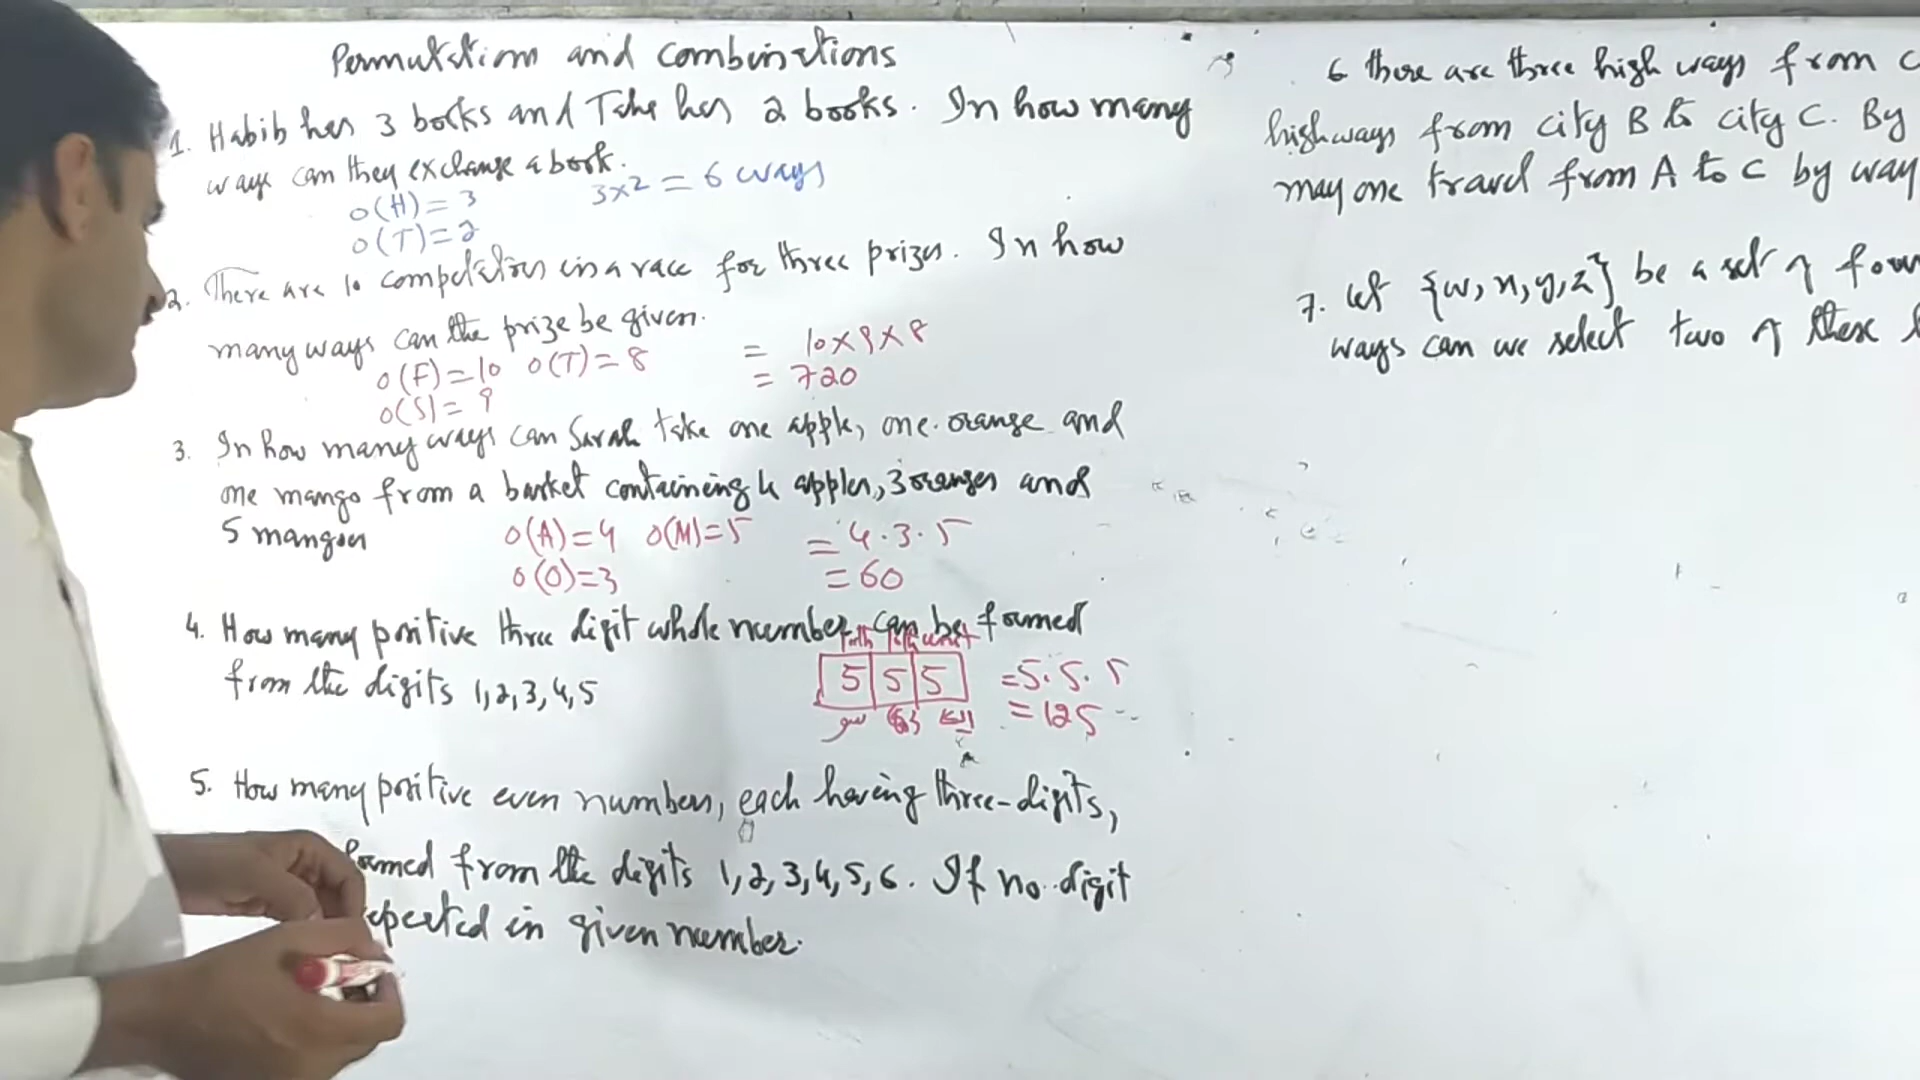 Permutation and combinations
1. Habib has 3 books and Taha has 2 books. In how many
ways can they exchange a book.
o(H) = 3
3x2 = 6 ways
o(T) = 2
2. There are 10 competitors in a race for three prizes. In how
many ways can the prize be given.
o(F) = 10 o(T) = 8
= 10 x 9 x 8
o(S) = 9
= 720
3. In how many ways can Sarah take one apple, one orange and
one mango from a basket containing 4 apples, 3 oranges and
5 mangoes
o(A) = 4 o(M) = 5
= 4.3.5
o(O) = 3
= 60
4. How many positive three digit whole number can be formed
from the digits 1,2,3,4,5
5 5 5
= 5.5.5
= 125
5. How many positive even numbers, each having three-digits,
formed from the digits 1,2,3,4,5,6. If no digit
repeated in given number.
6 there are three high ways from c
highways from city B to city C. By
may one travel from A to C by way
7. let {w,x,y,z} be a set of four
ways can we select two of these l